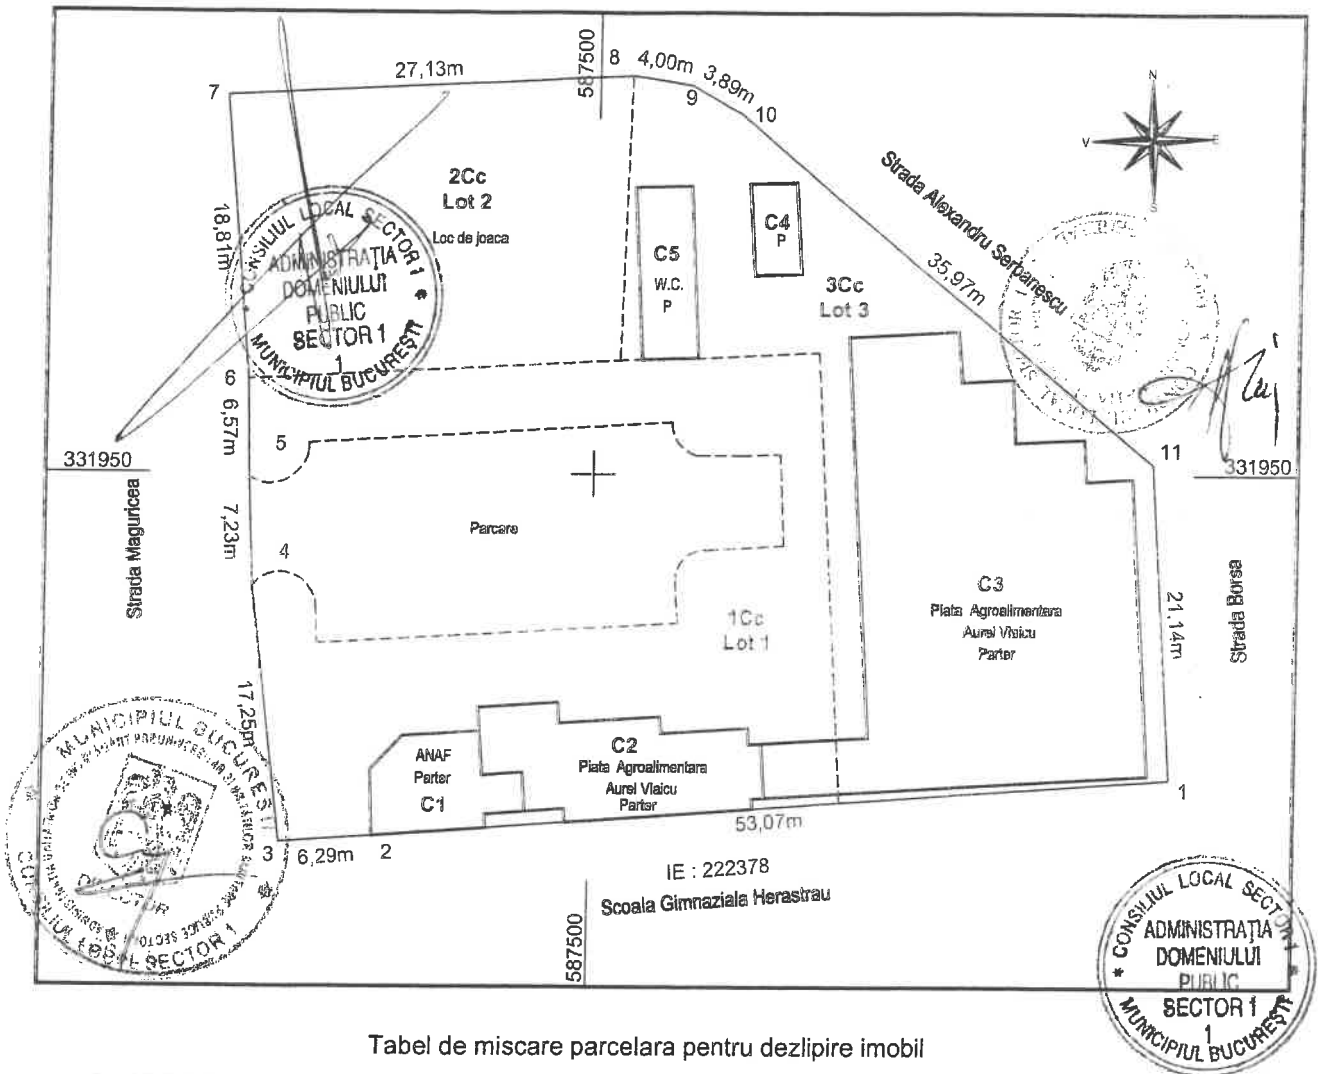 587500
8
4,00m
3,89m
27,13m
7
9
10
N
V
E
S
Strada Alexandru Serbanescu
2Cc
Lot 2
Loc de joaca
18,81m
C4
P
C5
W.C.
P
35,97m
3Cc
Lot 3
CONSILIUL LOCAL SECTOR 1
ADMINISTRAȚIA
DOMENIULUI
PUBLIC
SECTOR 1
1
MUNICIPIUL BUCUREȘTI
6
6,57m
5
11
331950
331950
Strada Maguricea
7,23m
Parcare
4
C3
Piata Agroalimentara
Aurel Vlaicu
Parter
21,14m
Strada Borsa
1Cc
Lot 1
17,25m
ANAF
Parter
C1
C2
Piata Agroalimentara
Aurel Vlaicu
Parter
1
53,07m
3
6,29m
2
IE : 222378
Scoala Gimnaziala Herastrau
587500
MUNICIPIUL BUCUREȘTI
CONSILIUL LOCAL SECTOR 1
DIRECTOR
CONSILIUL LOCAL SECTOR 1
ADMINISTRAȚIA
DOMENIULUI
PUBLIC
SECTOR 1
1
MUNICIPIUL BUCUREȘTI
Tabel de miscare parcelara pentru dezlipire imobil